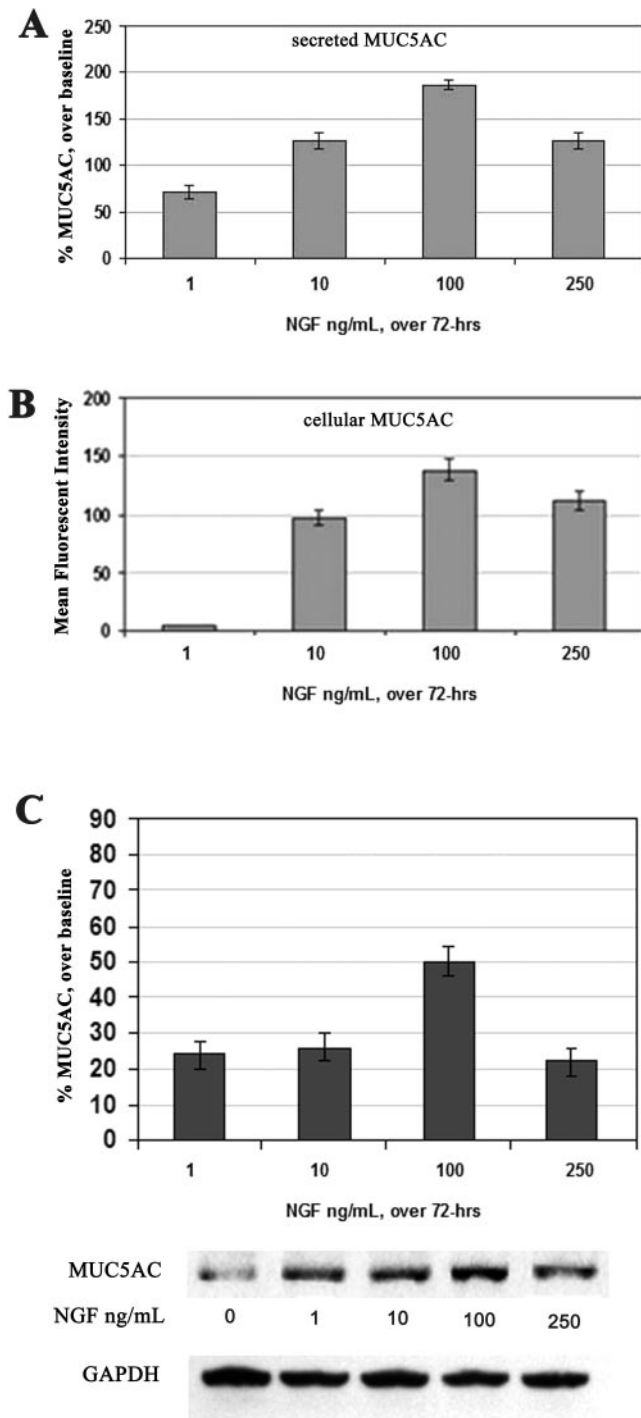 A
secreted MUC5AC
% MUC5AC, over baseline
250
200
150
100
50
0
1 10 100 250
NGF ng/mL, over 72-hrs
B
cellular MUC5AC
Mean Fluorescent Intensity
200
150
100
50
0
1 10 100 250
NGF ng/mL, over 72-hrs
C
% MUC5AC, over baseline
90
80
70
60
50
40
30
20
10
0
1 10 100 250
NGF ng/mL, over 72-hrs
MUC5AC
NGF ng/mL 0 1 10 100 250
GAPDH